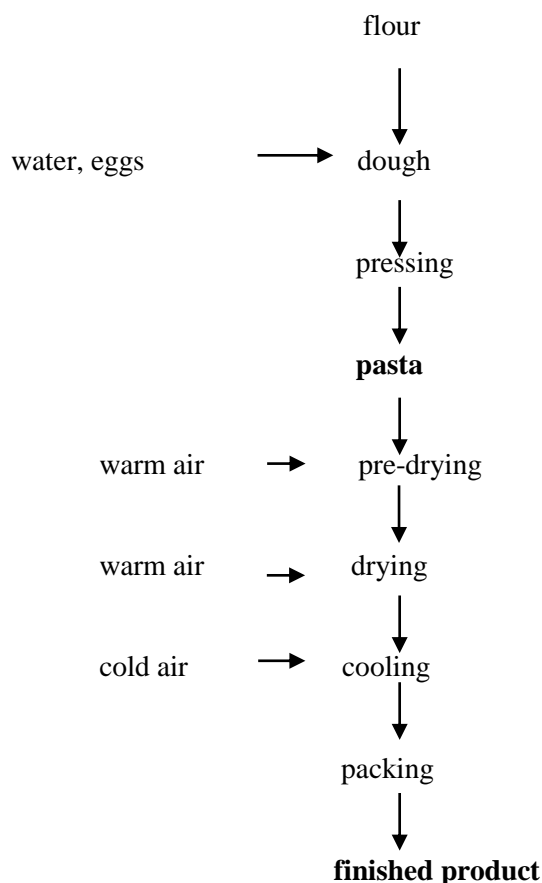 flour
water, eggs dough
pressing
pasta
warm air pre-drying
warm air drying
cold air cooling
packing
finished product